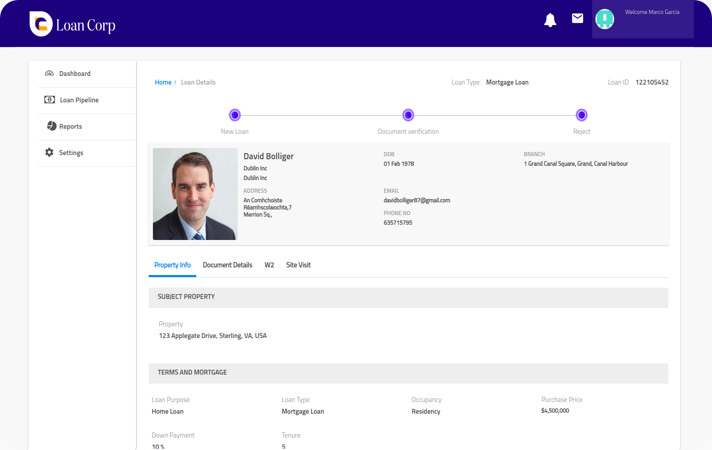 Loan Corp
Welcome Marco Garcia
Dashboard
Loan Pipeline
Reports
Settings
Home / Loan Details
Loan Type Mortgage Loan
Loan ID 122105452
New Loan
Document verification
Reject
David Bolliger
Dublin Inc
Dublin Inc
ADDRESS
An Comhchoiste
Réamhscolaíochta,7
Merrion Sq.,
DOB
01 Feb 1978
EMAIL
davidbolliger87@gmail.com
PHONE NO
635715795
BRANCH
1 Grand Canal Square, Grand, Canal Harbour
Property Info Document Details W2 Site Visit
SUBJECT PROPERTY
Property
123 Applegate Drive, Sterling, VA, USA
TERMS AND MORTGAGE
Loan Purpose Loan Type Occupancy Purchase Price
Home Loan Mortgage Loan Residency $4,500,000
Down Payment Tenure
10 % 5